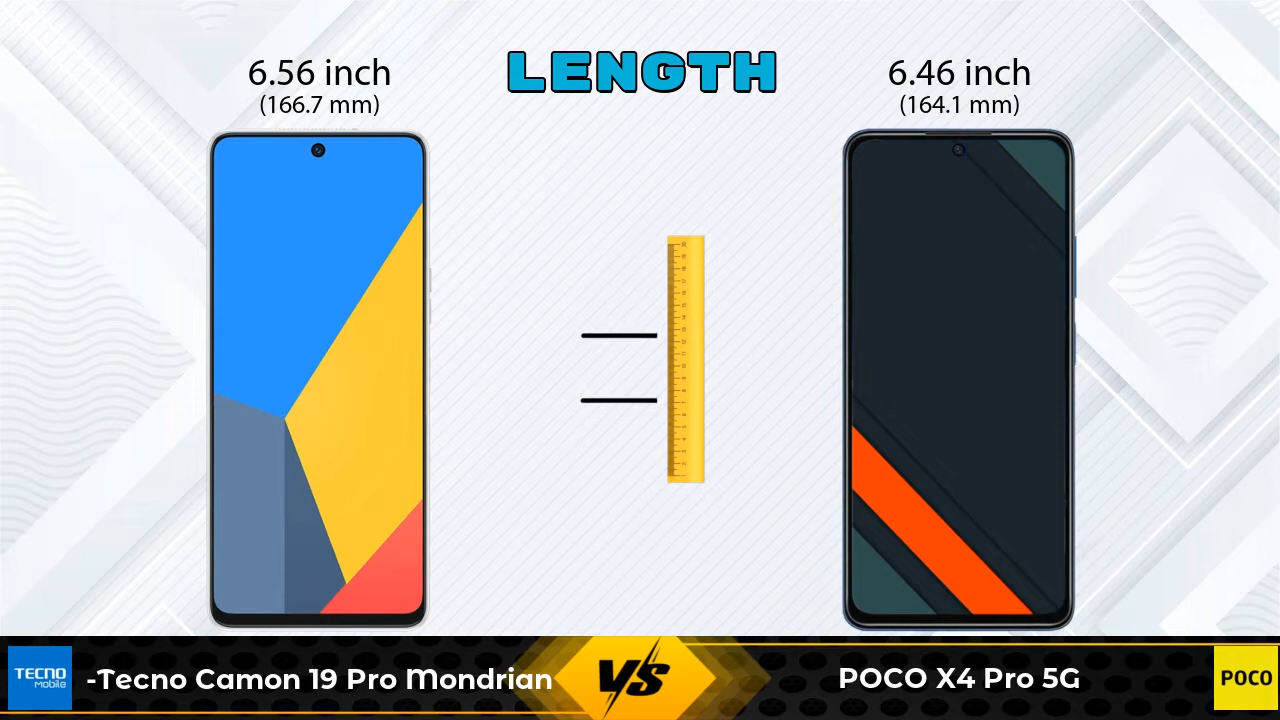 LENGTH
6.56 inch
(166.7 mm)
6.46 inch
(164.1 mm)
TECNO
mobile
-Tecno Camon 19 Pro Mondrian
VS
POCO X4 Pro 5G
POCO